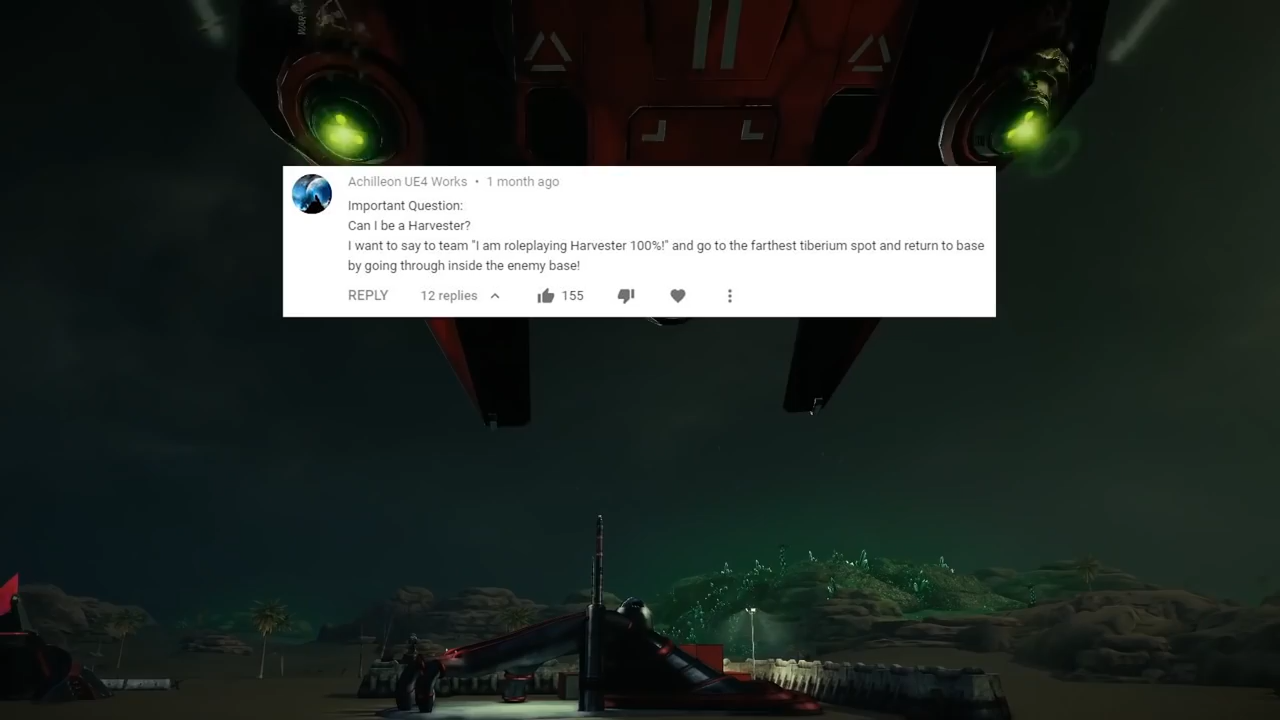 Achilleon UE4 Works • 1 month ago
Important Question:
Can I be a Harvester?
I want to say to team "I am roleplaying Harvester 100%!" and go to the farthest tiberium spot and return to base
by going through inside the enemy base!
REPLY 12 replies 155